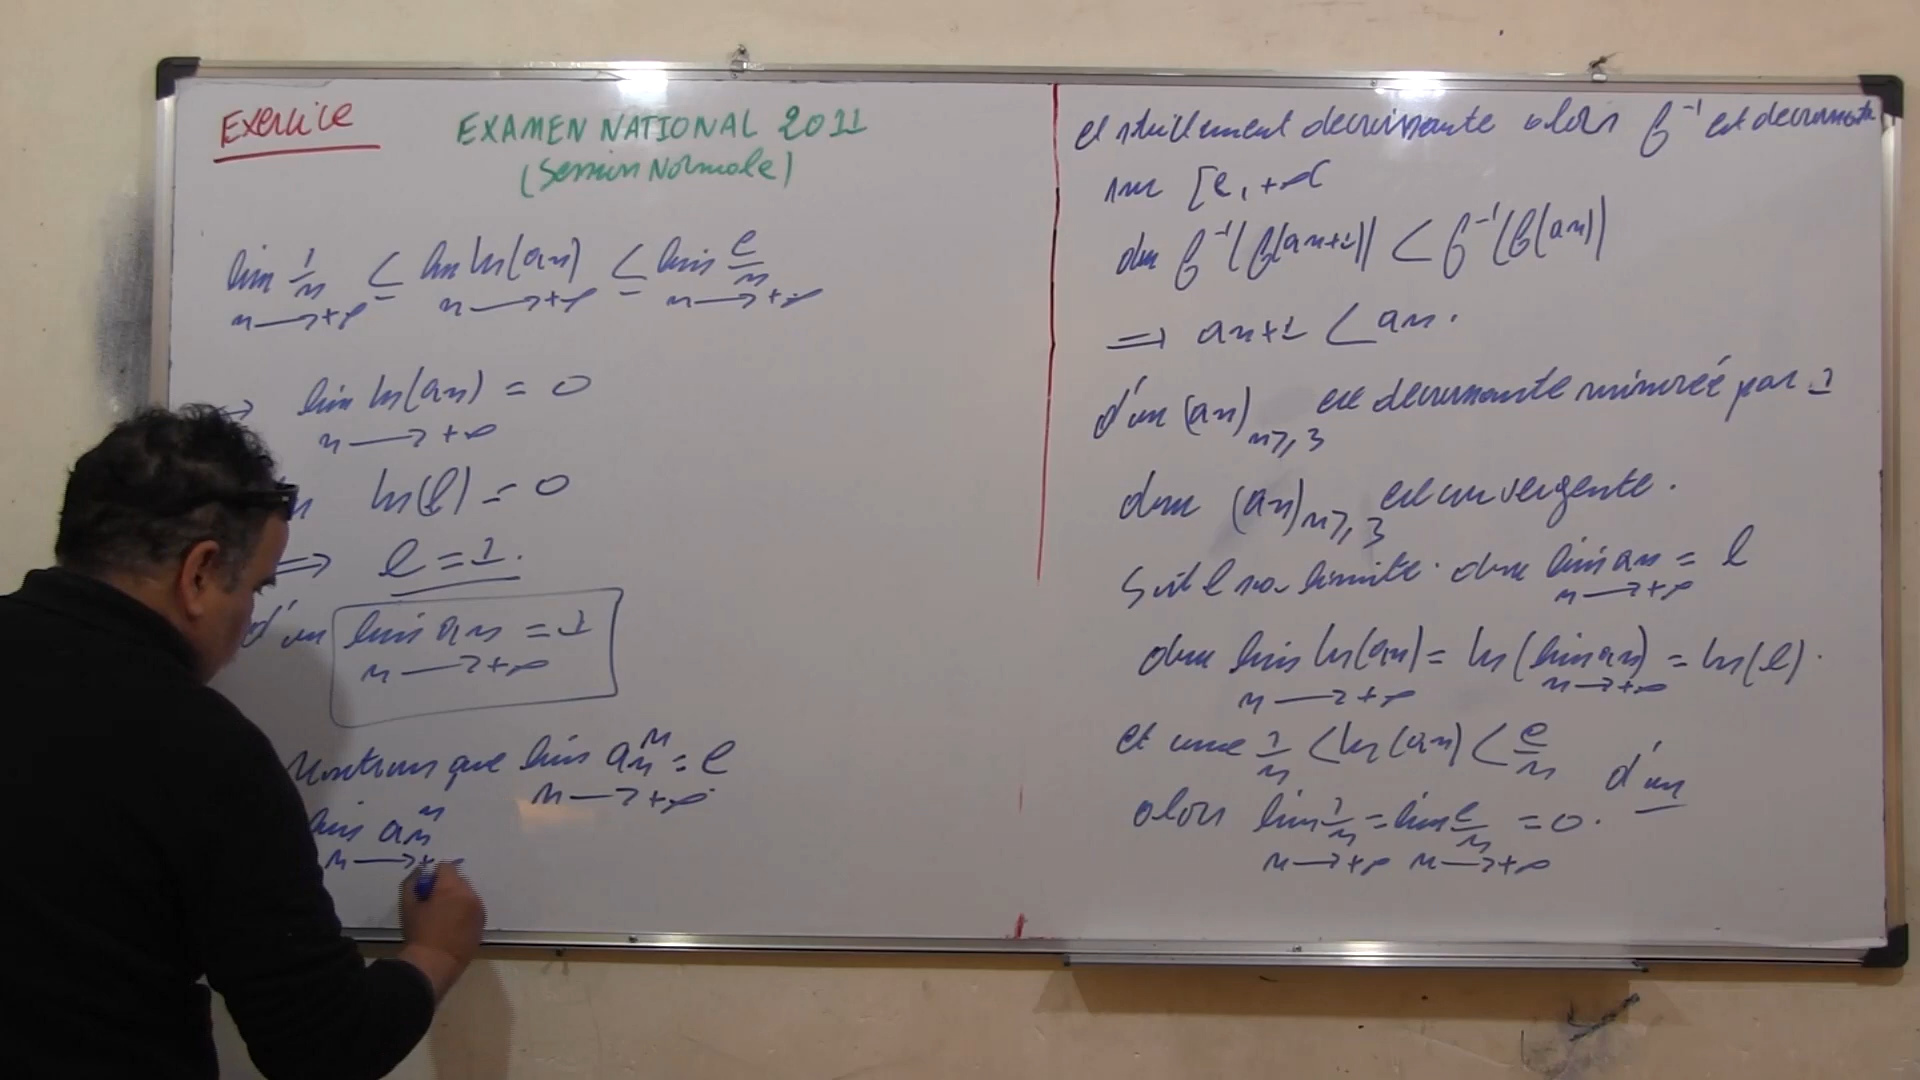 Exercice
EXAMEN NATIONAL 2011
(Session Normale)
lim 1/n ≤ lim ln(an) ≤ lim e/n
n → +∞ n → +∞ n → +∞
⇒ lim ln(an) = 0
n → +∞
ln(l) = 0
⇒ l = 1.
d'où lim an = 1
n → +∞
Montrons que lim an^n = e
n → +∞
lim an^n
n → +∞
et strictement decroissante alors f^-1 est decroissante
sur [e, +∞[
donc f^-1(f(an+1)) < f^-1(f(an))
⇒ an+1 < an.
d'où (an) n≥3 est decroissante minorée par 1
donc (an) n≥3 est convergente.
Soit l sa limite. donc lim an = l
n → +∞
donc lim ln(an) = ln(lim an) = ln(l).
n → +∞ n → +∞
et comme 1/n < ln(an) < e/n d'où
alors lim 1/n = lim e/n = 0.
n → +∞ n → +∞